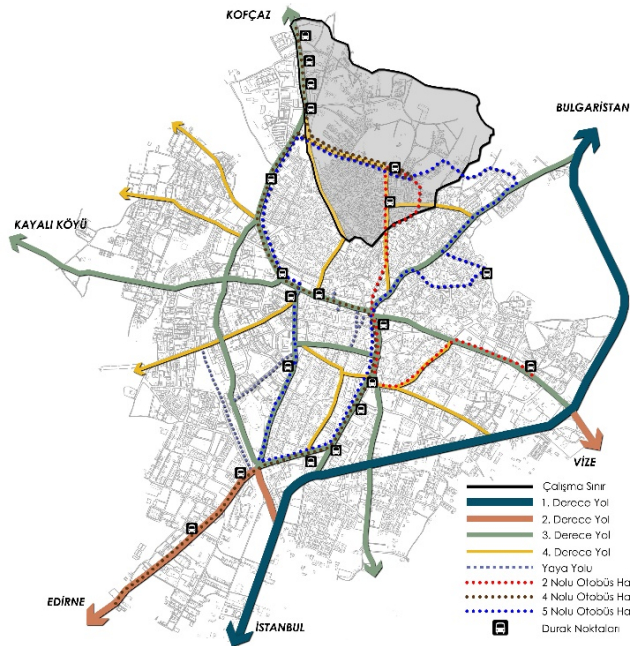 KOFÇAZ
BULGARİSTAN
KAYALI KÖYÜ
VİZE
EDİRNE
İSTANBUL
Çalışma Sınır
1. Derece Yol
2. Derece Yol
3. Derece Yol
4. Derece Yol
Yaya Yolu
2 Nolu Otobüs Ha
4 Nolu Otobüs Ha
5 Nolu Otobüs Ha
Durak Noktaları